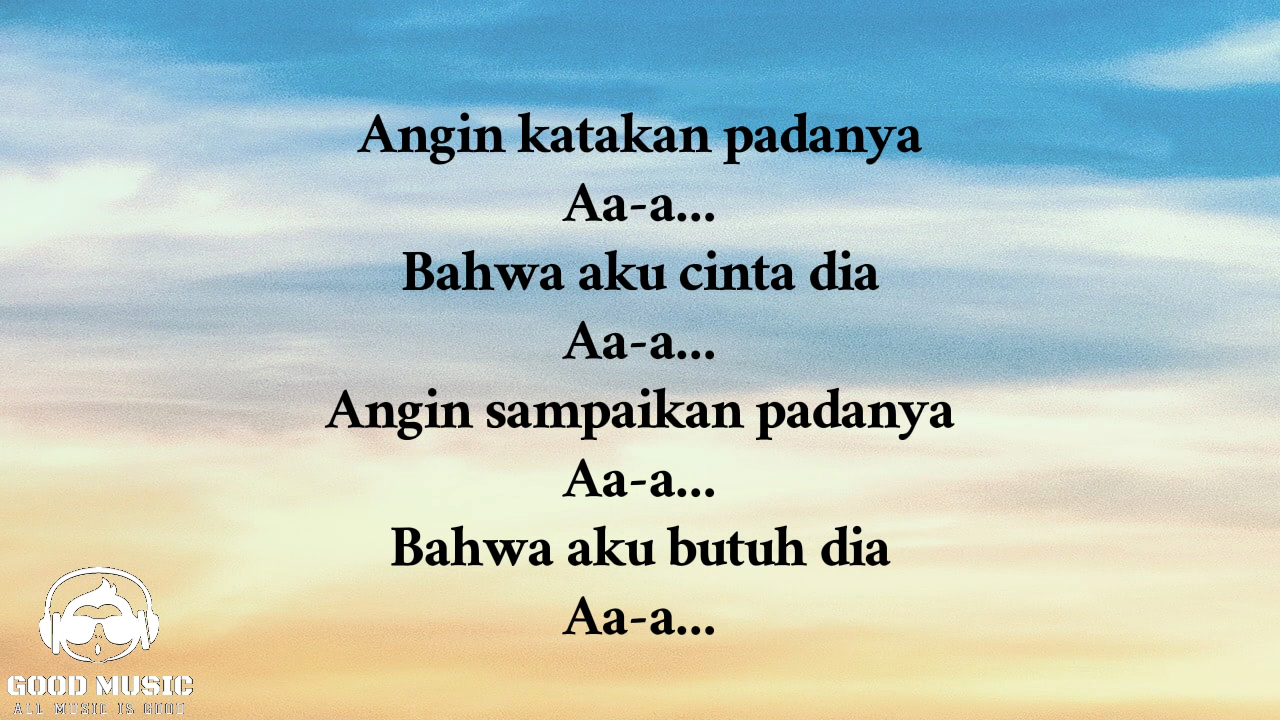 Angin katakan padanya
Aa-a...
Bahwa aku cinta dia
Aa-a...
Angin sampaikan padanya
Aa-a...
Bahwa aku butuh dia
Aa-a...
GOOD MUSIC
ALL MUSIC IS GOOD